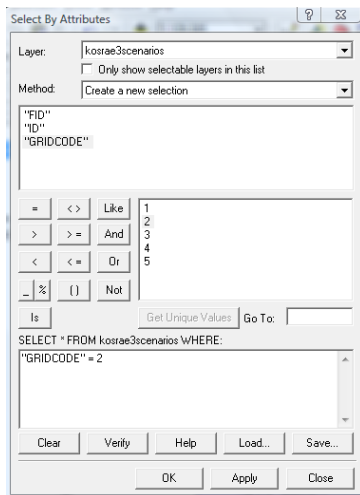 Select By Attributes
Layer: kosrae3scenarios
Only show selectable layers in this list
Method: Create a new selection
"FID"
"ID"
"GRIDCODE"
= <> Like
> >= And
< <= Or
_ % () Not
Is
1
2
3
4
5
Get Unique Values Go To:
SELECT * FROM kosrae3scenarios WHERE:
"GRIDCODE" = 2
Clear Verify Help Load... Save...
OK Apply Close